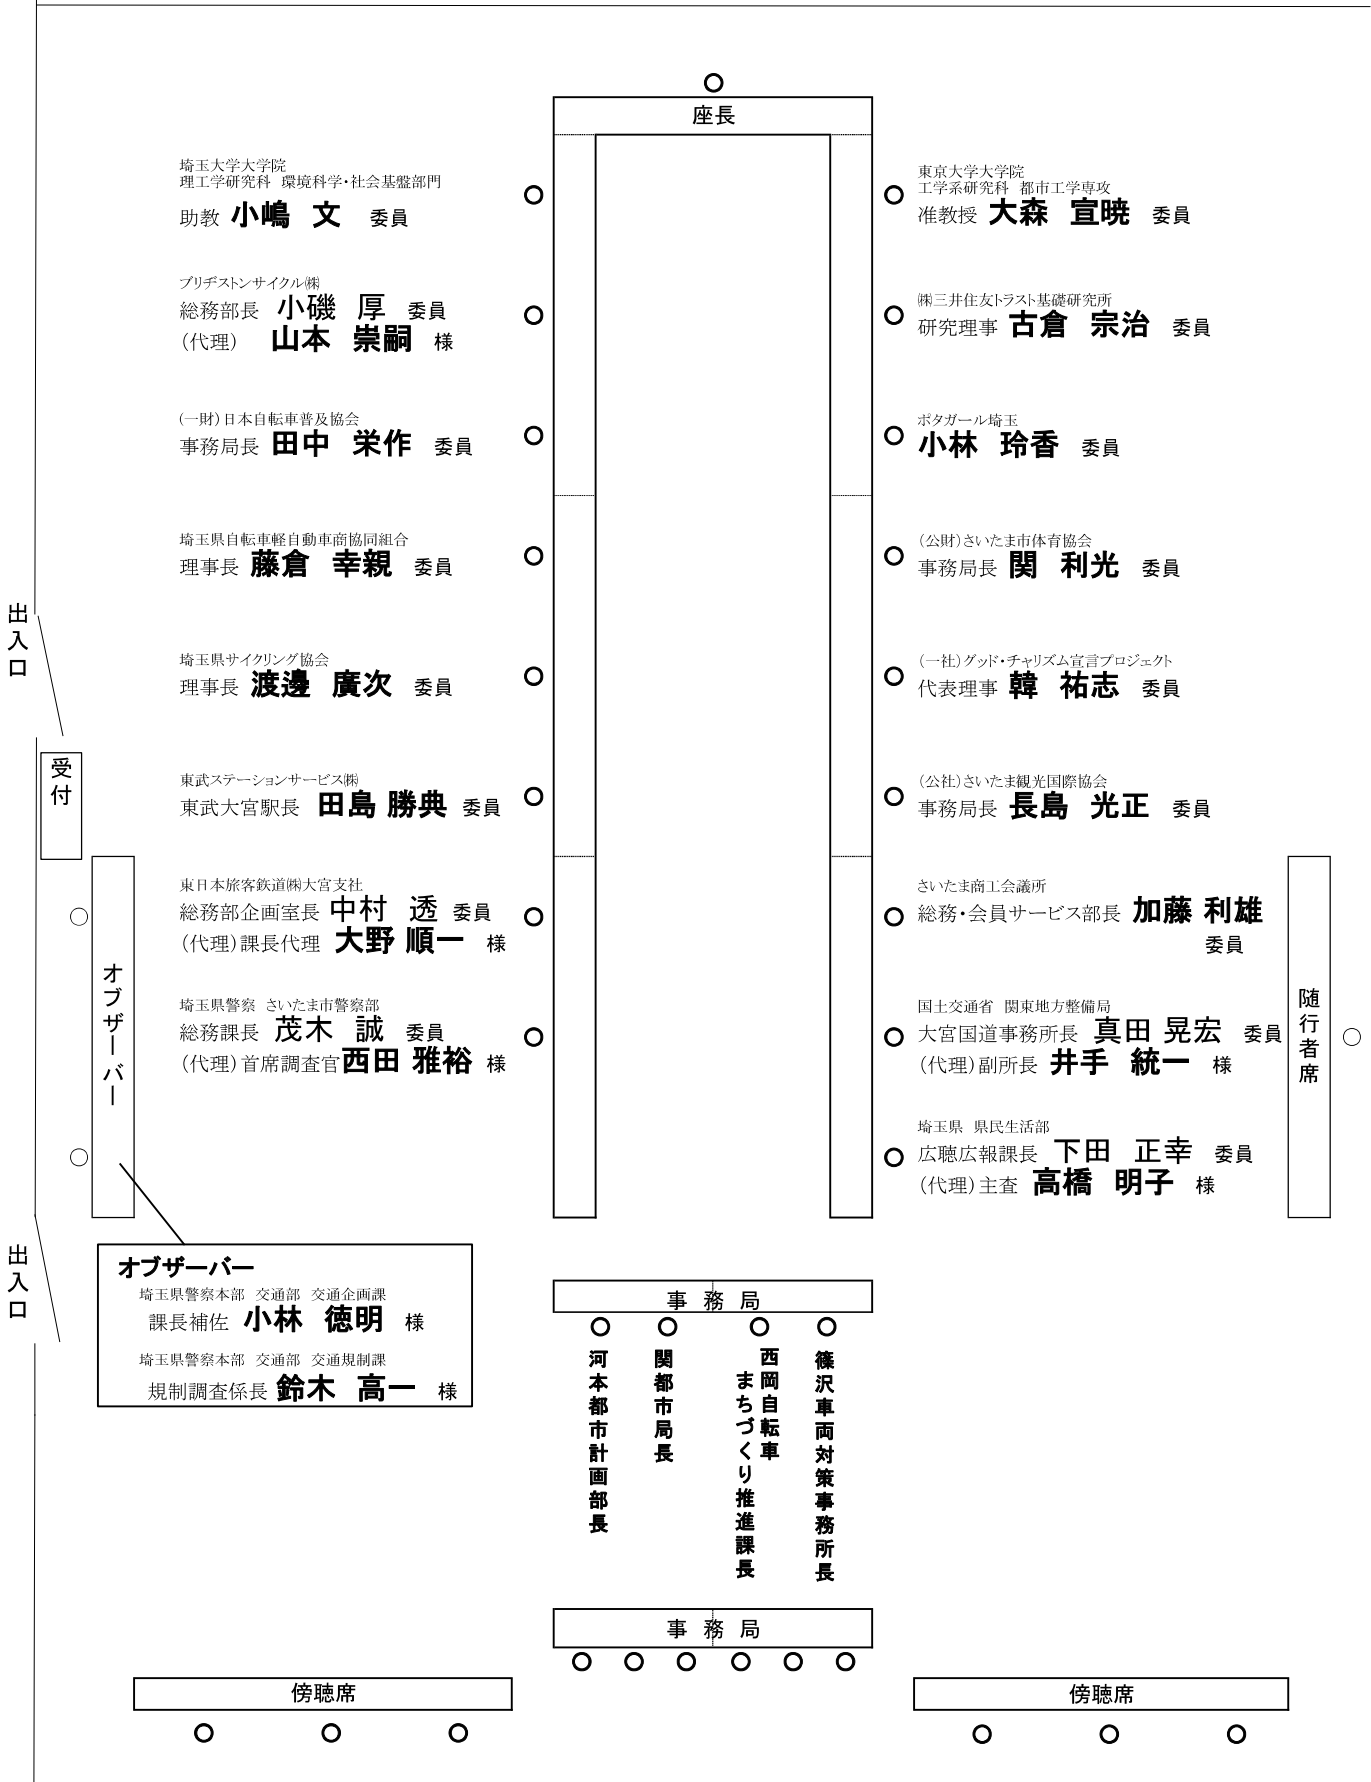 座長
埼玉大学大学院
理工学研究科 環境科学・社会基盤部門
助教 小嶋 文 委員
ブリヂストンサイクル㈱
総務部長 小磯 厚 委員
(代理) 山本 崇嗣 様
(一財)日本自転車普及協会
事務局長 田中 栄作 委員
埼玉県自転車軽自動車商協同組合
理事長 藤倉 幸親 委員
埼玉県サイクリング協会
理事長 渡邊 廣次 委員
東武ステーションサービス㈱
東武大宮駅長 田島 勝典 委員
東日本旅客鉄道㈱大宮支社
総務部企画室長 中村 透 委員
(代理)課長代理 大野 順一 様
埼玉県警察 さいたま市警察部
総務課長 茂木 誠 委員
(代理)首席調査官 西田 雅裕 様
東京大学大学院
工学系研究科 都市工学専攻
准教授 大森 宣暁 委員
㈱三井住友トラスト基礎研究所
研究理事 古倉 宗治 委員
ポタガール埼玉
小林 玲香 委員
(公財)さいたま市体育協会
事務局長 関 利光 委員
(一社)グッド・チャリズム宣言プロジェクト
代表理事 韓 祐志 委員
(公社)さいたま観光国際協会
事務局長 長島 光正 委員
さいたま商工会議所
総務・会員サービス部長 加藤 利雄
委員
国土交通省 関東地方整備局
大宮国道事務所長 真田 晃宏 委員
(代理)副所長 井手 統一 様
埼玉県 県民生活部
広聴広報課長 下田 正幸 委員
(代理)主査 高橋 明子 様
出入口
受付
オブザーバー
随行者席
出入口
オブザーバー
埼玉県警察本部 交通部 交通企画課
課長補佐 小林 徳明 様
埼玉県警察本部 交通部 交通規制課
規制調査係長 鈴木 高一 様
事務局
河本都市計画部長
関都市局長
西岡自転車
まちづくり推進課長
篠沢車両対策事務所長
事務局
傍聴席
傍聴席